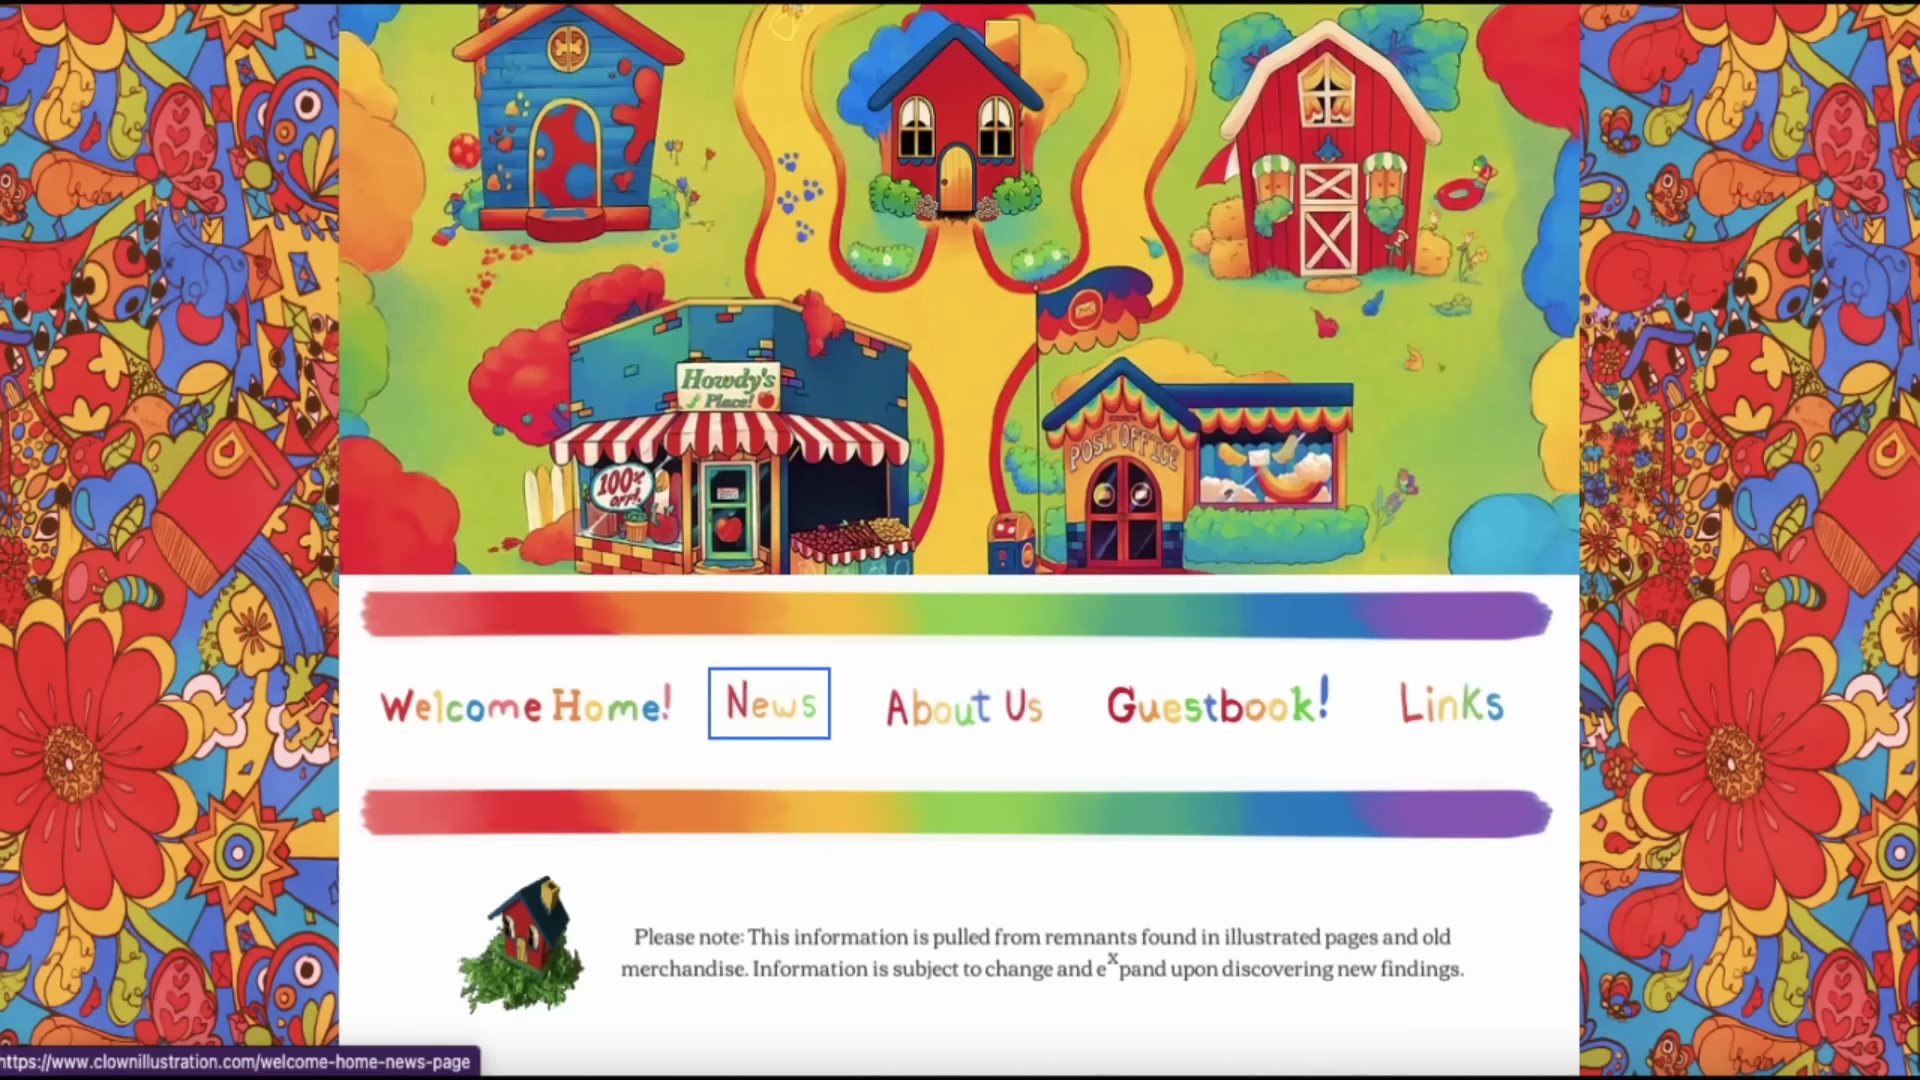 Howdy's
Place!
100%
OFF!
POST OFFICE
Welcome Home!
News
About Us
Guestbook!
Links
Please note: This information is pulled from remnants found in illustrated pages and old
merchandise. Information is subject to change and expand upon discovering new findings.
https://www.clownillustration.com/welcome-home-news-page